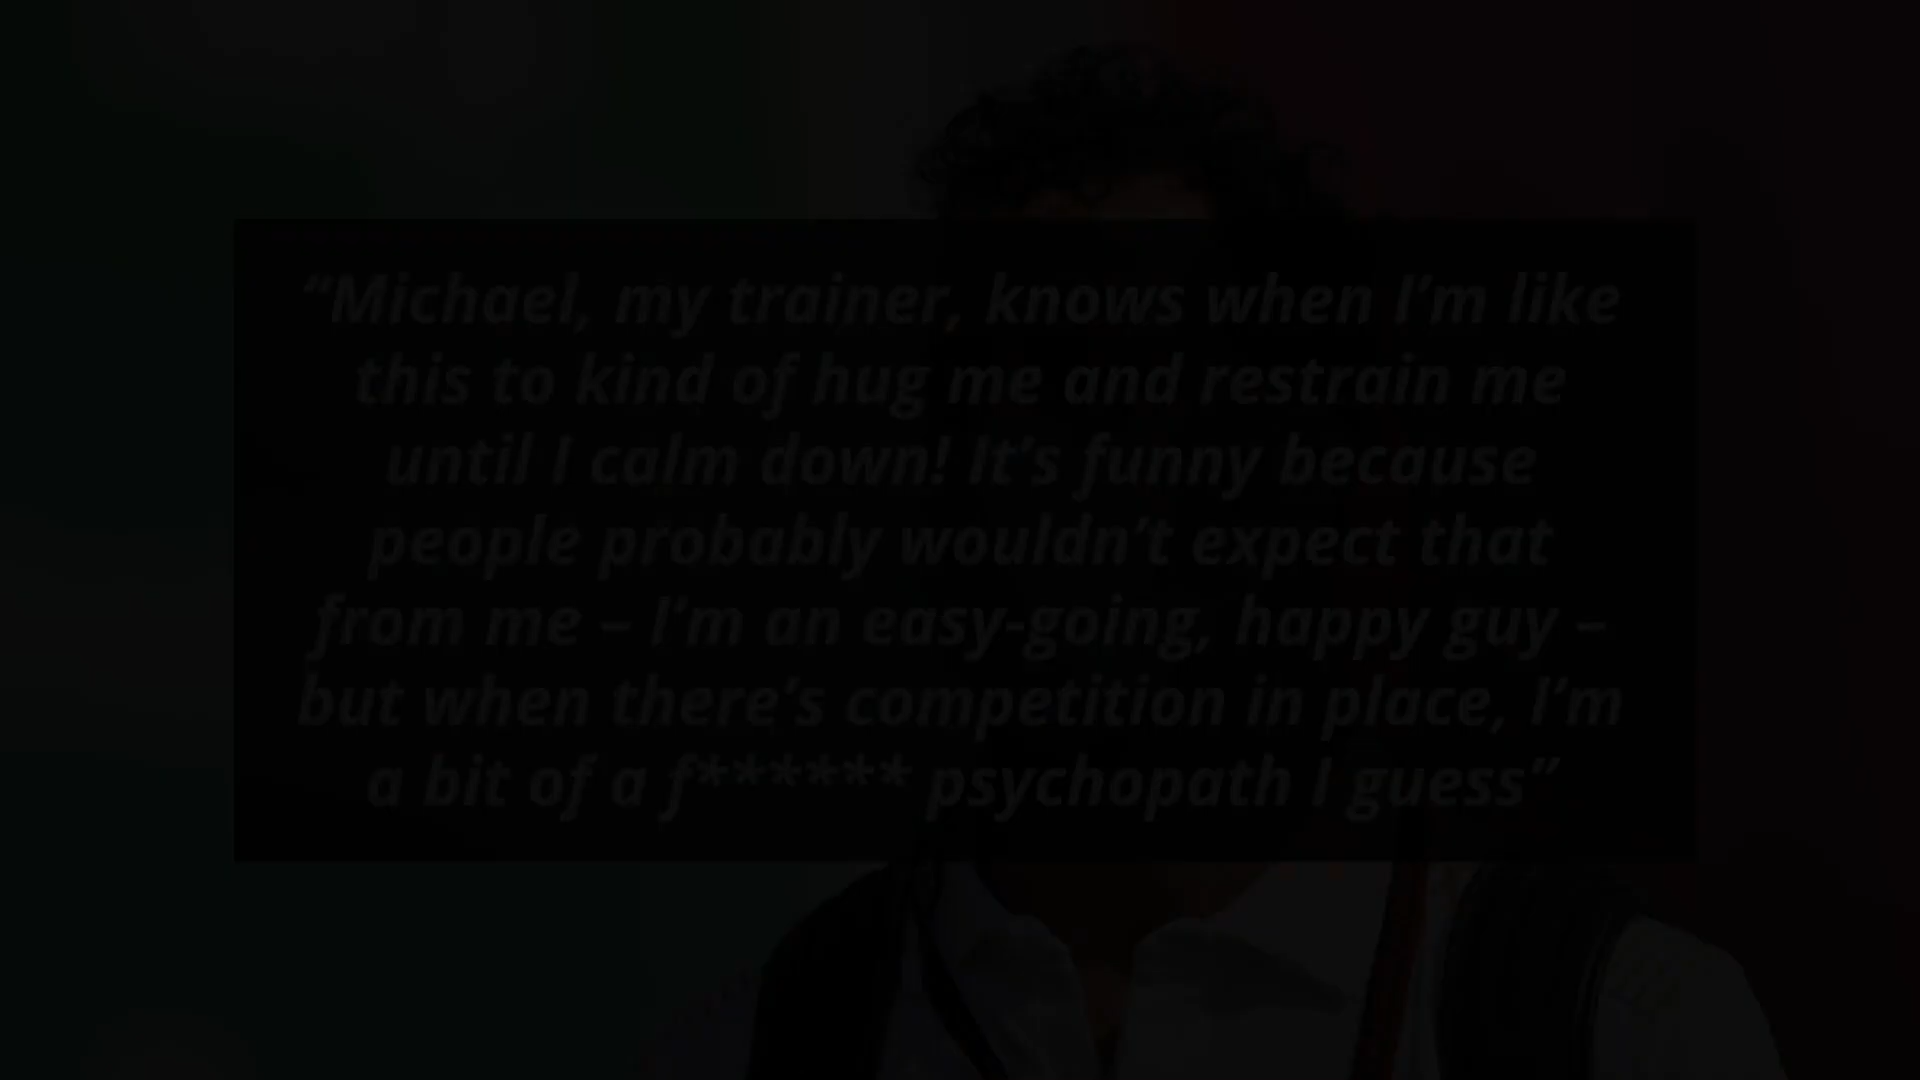 “Michael, my trainer, knows when I’m like
this to kind of hug me and restrain me
until I calm down! It’s funny because
people probably wouldn’t expect that
from me – I’m an easy-going, happy guy –
but when there’s competition in place, I’m
a bit of a f****** psychopath I guess”